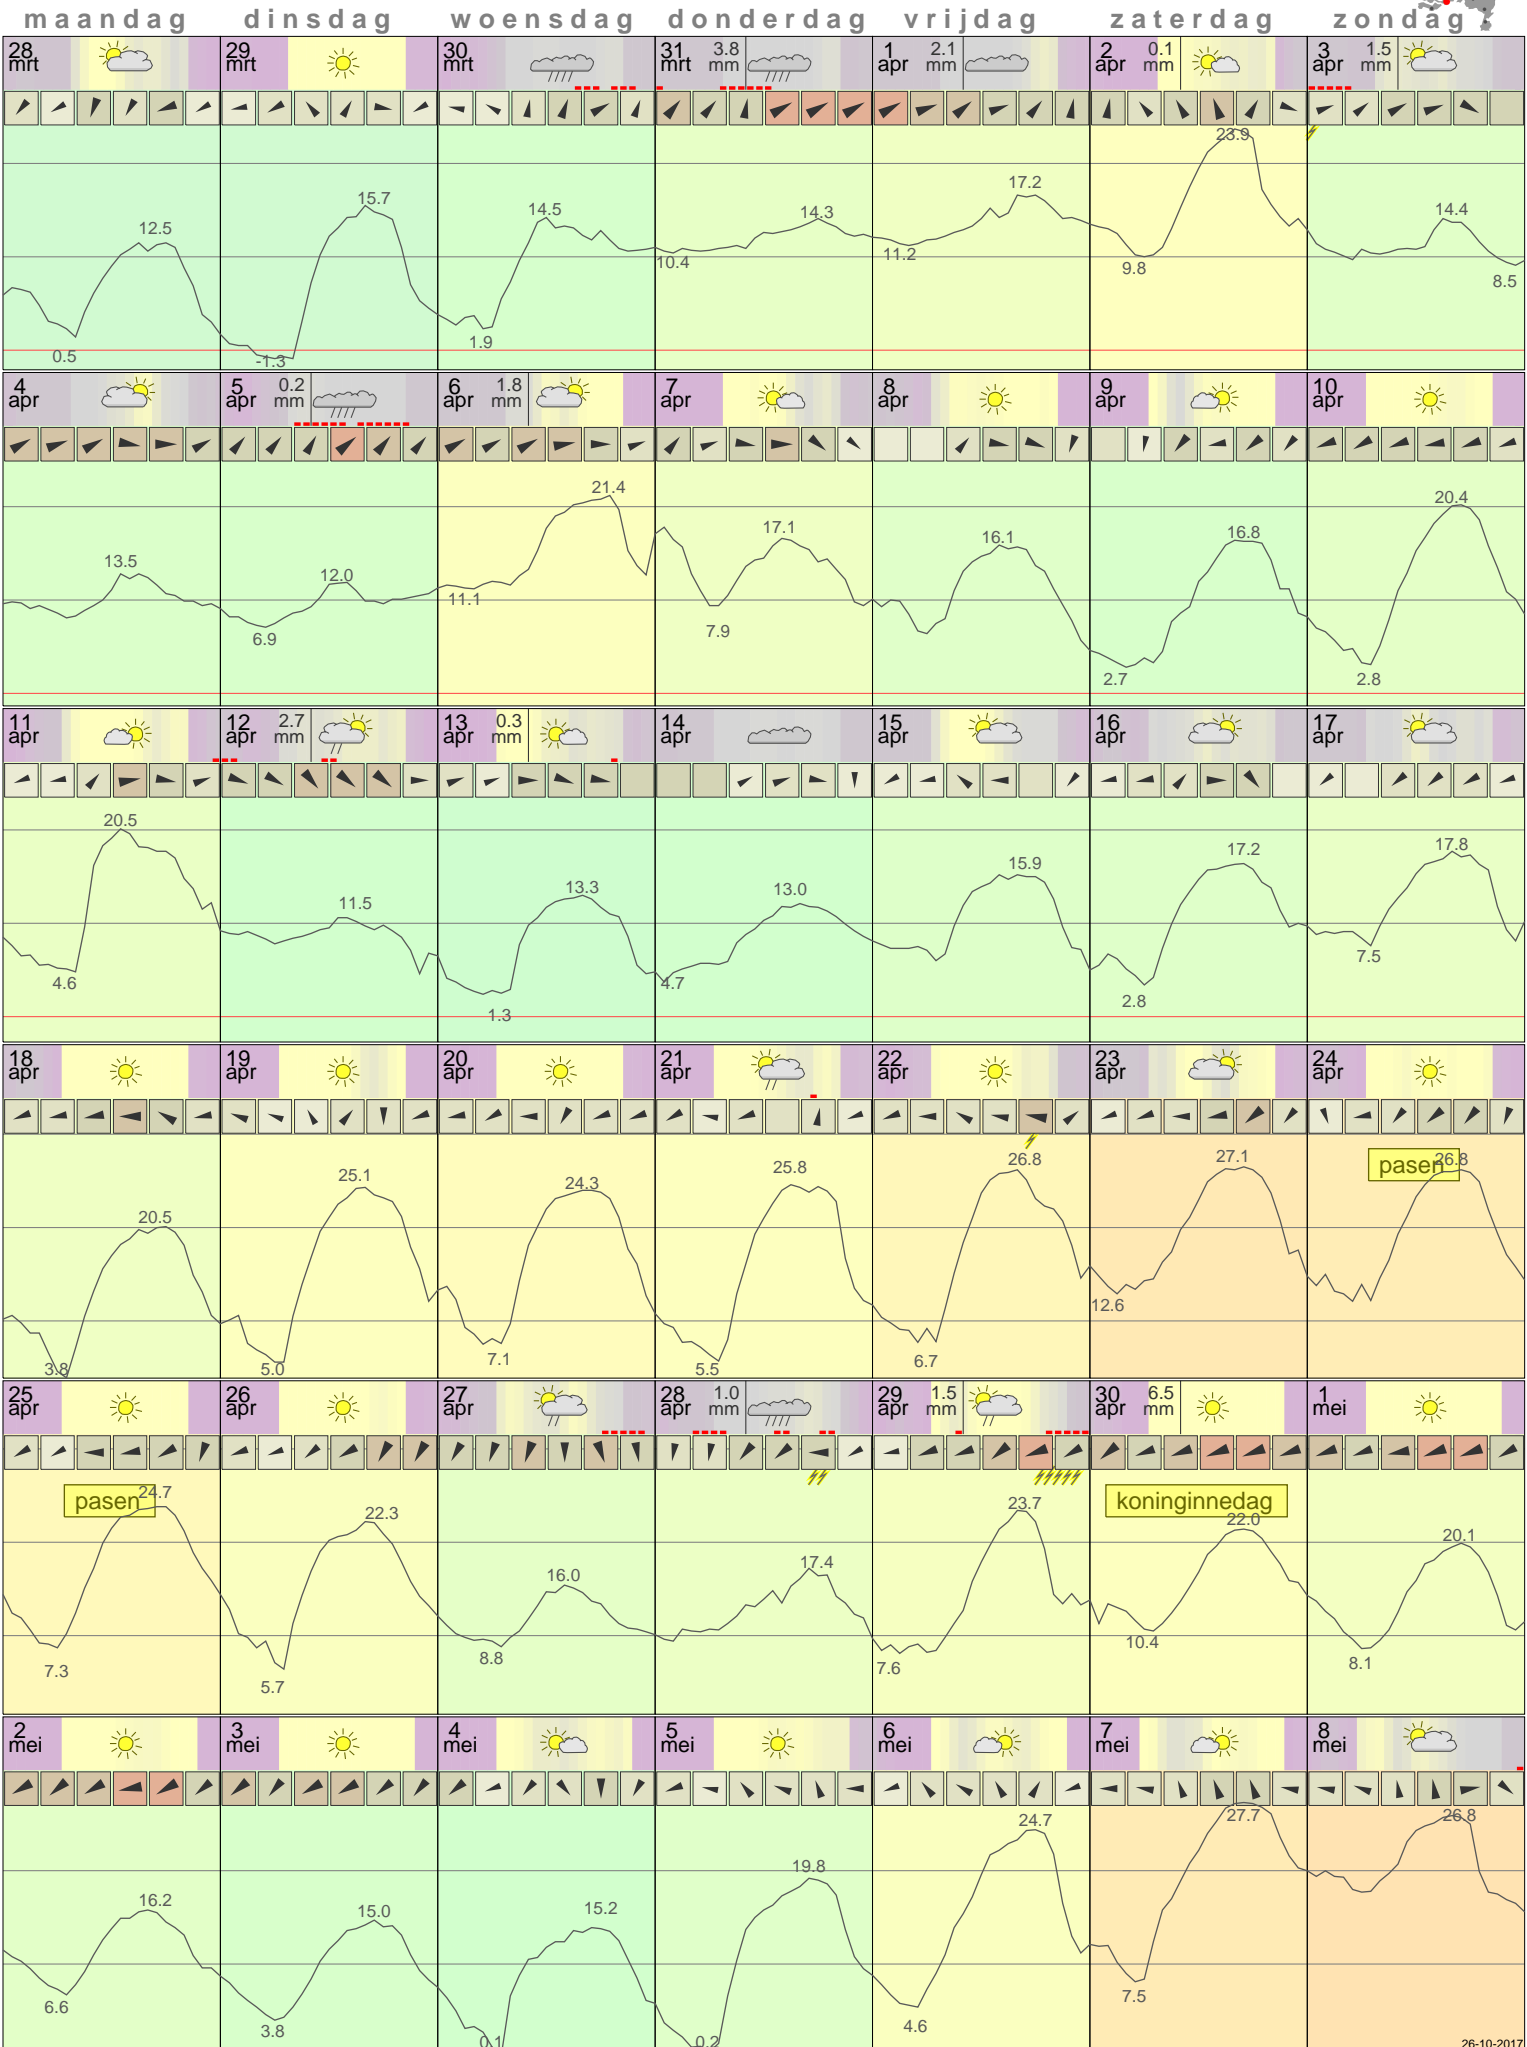 maandag dinsdag woensdag donderdag vrijdag zaterdag zondag
28 29 30 31 3.8 1 2.1 2 0.1 3 1.5
mrt mrt mrt mrt mm apr mm apr mm apr mm
23.9
15.7 17.2
12.5 14.5 14.3 14.4
11.2
10.4 9.8 8.5
0.5 -1.3 1.9
4 5 0.2 6 1.8 7 8 9 10
apr apr mm apr mm apr apr apr apr
21.4 20.4
17.1 16.1 16.8
13.5 12.0
11.1
6.9 7.9
2.7 2.8
11 12 2.7 13 0.3 14 15 16 17
apr apr mm apr mm apr apr apr apr
20.5
17.2 17.8
11.5 13.3 13.0 15.9
7.5
4.6 4.7 2.8
1.3
18 19 20 21 22 23 24
apr apr apr apr apr apr apr
pasen
25.1 24.3 25.8 26.8 27.1 26.8
20.5
12.6
3.8 5.0 7.1 5.5 6.7
25 26 27 28 1.0 29 1.5 30 6.5 1
apr apr apr apr mm apr mm apr mm mei
pasen koninginnedag
24.7 22.3 23.7 22.0
16.0 17.4 20.1
10.4
7.3 5.7 8.8 7.6 8.1
2 3 4 5 6 7 8
mei mei mei mei mei mei mei
24.7 27.7 26.8
19.8
16.2 15.0 15.2
7.5
6.6 3.8 0.1 0.2 4.6
26-10-2017